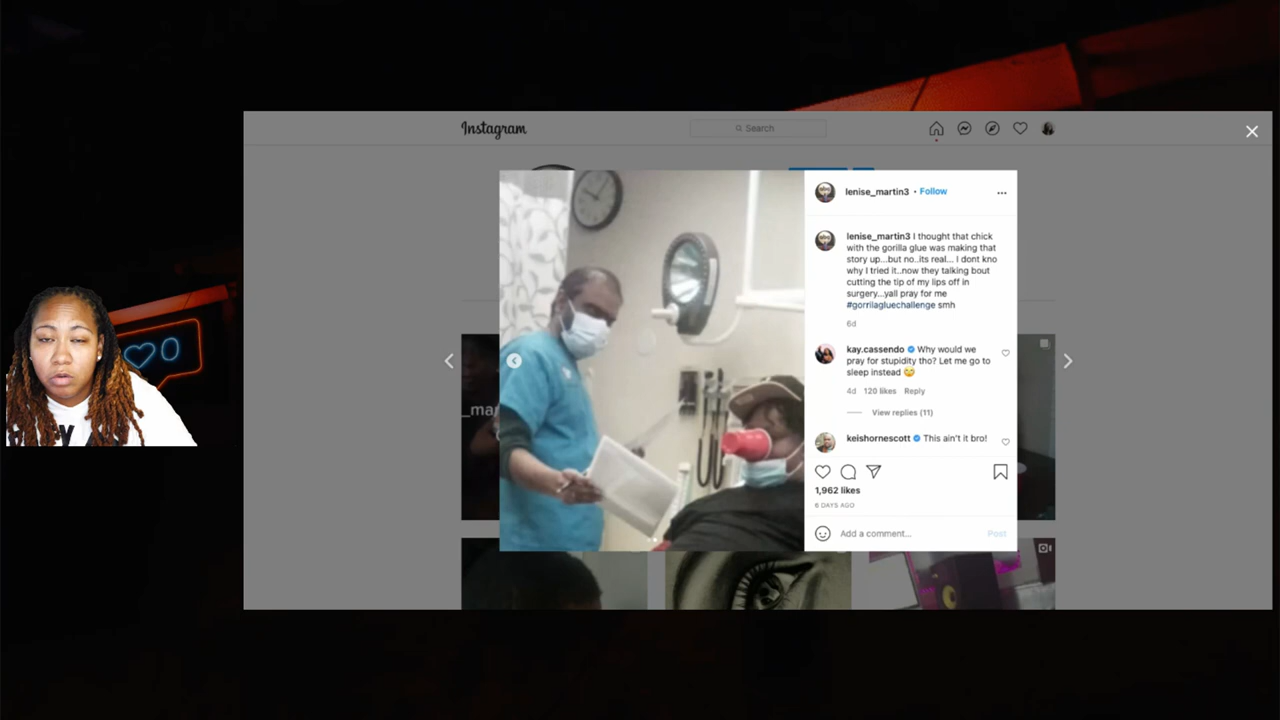 Instagram
Search
lenise_martin3 • Follow
lenise_martin3 I thought that chick
with the gorilla glue was making that
story up...but no..its real... I dont kno
why I tried it..now they talking bout
cutting the tip of my lips off in
surgery...yall pray for me
#gorrilagluechallenge smh
6d
kay.cassendo Why would we
pray for stupidity tho? Let me go to
sleep instead 🥱
4d 120 likes Reply
View replies (11)
keishornescott This ain't it bro!
1,962 likes
6 DAYS AGO
Add a comment... Post
_ma
0